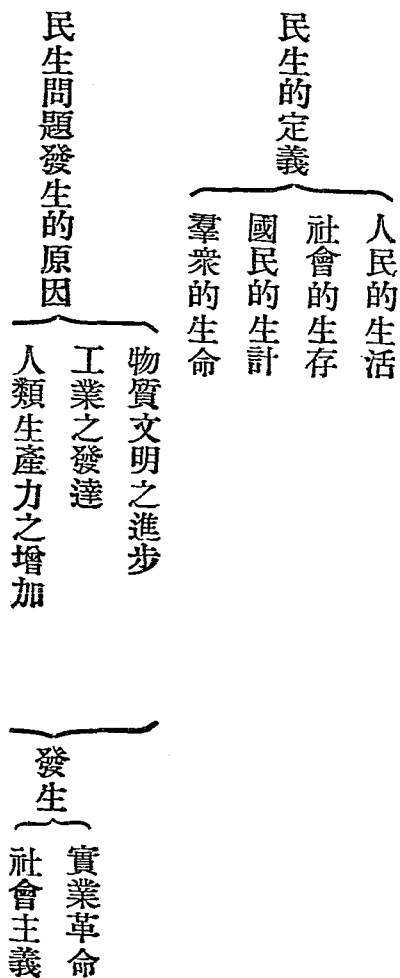 民生的定義
人民的生活
社會的生存
國民的生計
羣衆的生命
民生問題發生的原因
物質文明之進步
工業之發達
人類生產力之增加
發生
實業革命
社會主義